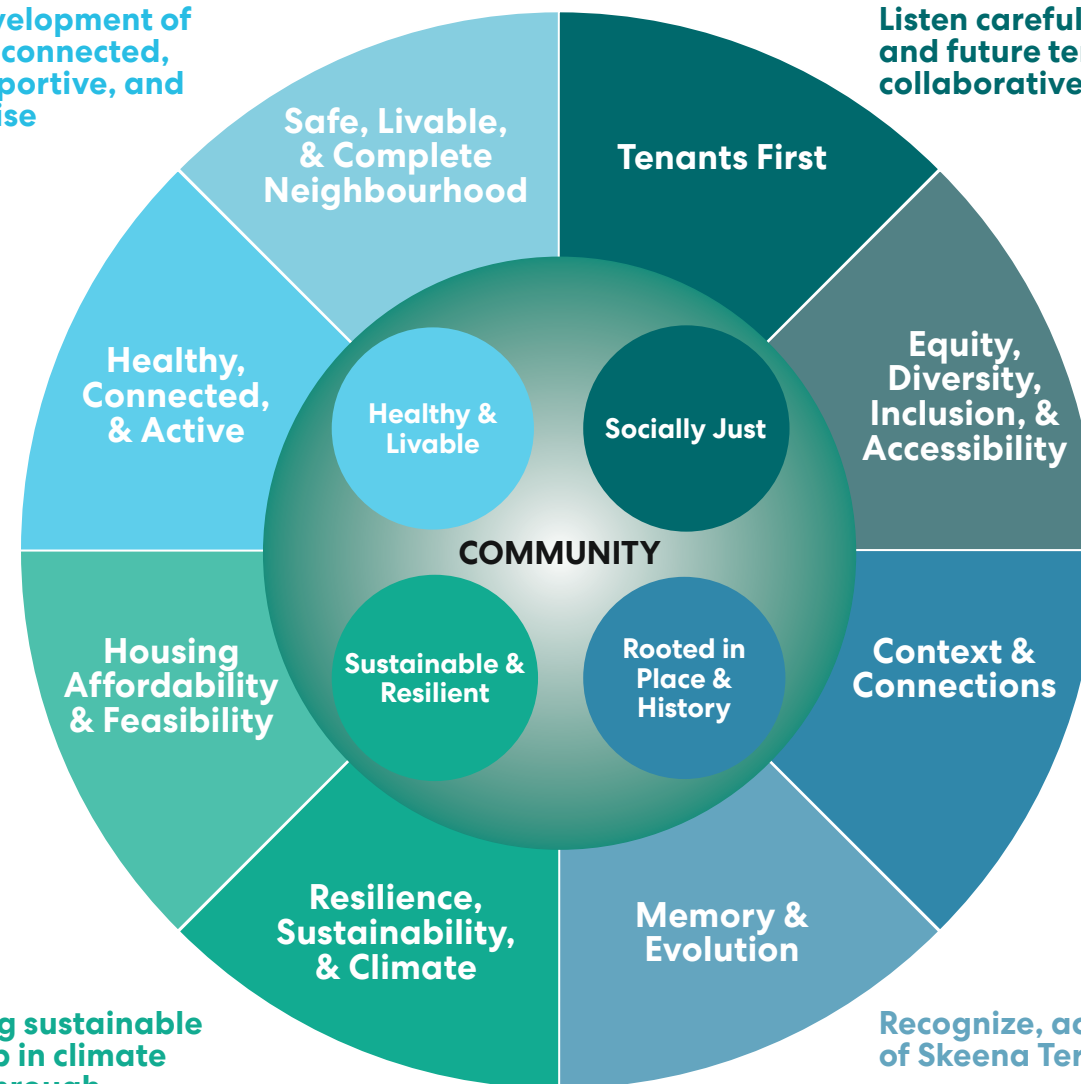 velopment of
connected,
portive, and
ise
Listen careful
and future te
collaborative
Safe, Livable,
& Complete
Neighbourhood
Tenants First
Healthy,
Connected,
& Active
Equity,
Diversity,
Inclusion, &
Accessibility
Healthy &
Livable
Socially Just
COMMUNITY
Sustainable &
Resilient
Rooted in
Place &
History
Housing
Affordability
& Feasibility
Context &
Connections
Resilience,
Sustainability,
& Climate
Memory &
Evolution
g sustainable
in climate
Recognize, ac
of Skeena Ter